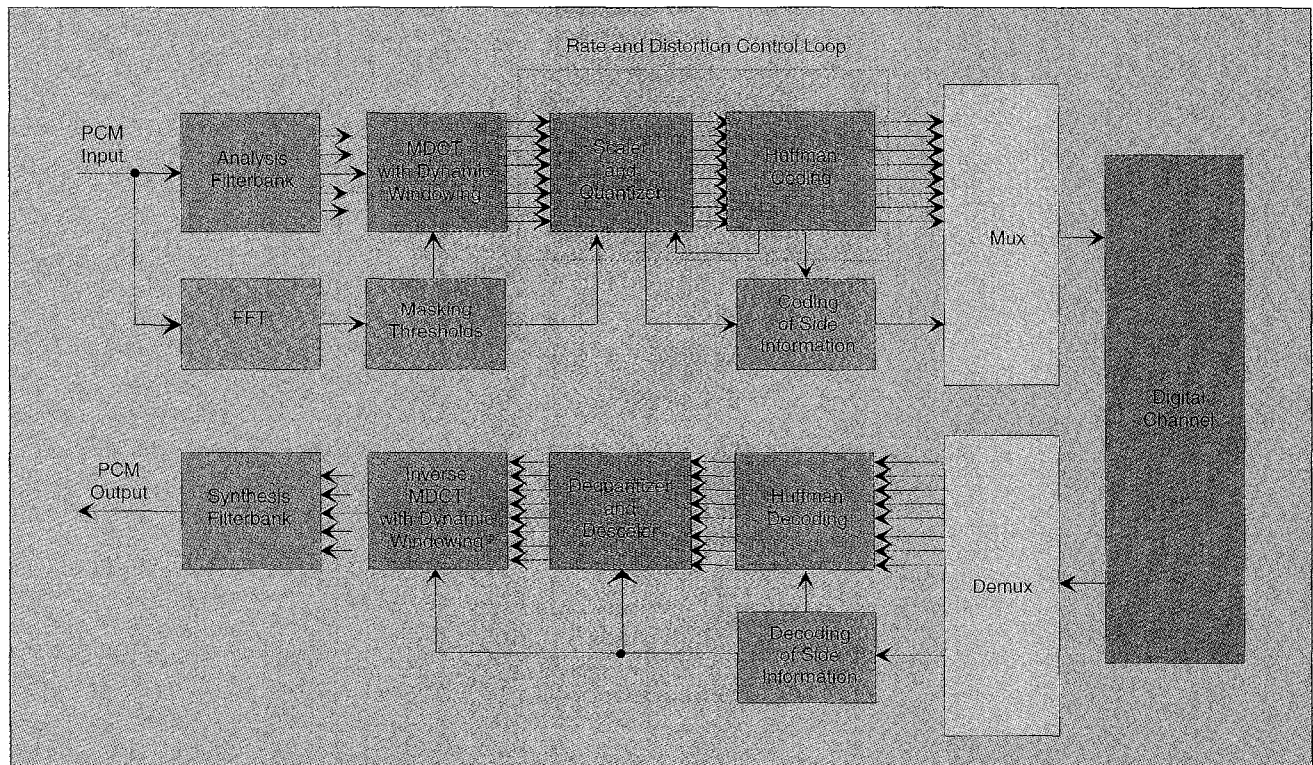 Rate and Distortion Control Loop
PCM
Input
Analysis
Filterbank
MDCT
with Dynamic
Windowing
Scaler
and
Quantizer
Huffman
Coding
Mux
FFT
Masking
Thresholds
Coding
of Side
Information
Digital
Channel
PCM
Output
Synthesis
Filterbank
Inverse
MDCT
with Dynamic
Windowing
Dequantizer
and
Descaler
Huffman
Decoding
Demux
Decoding
of Side
Information